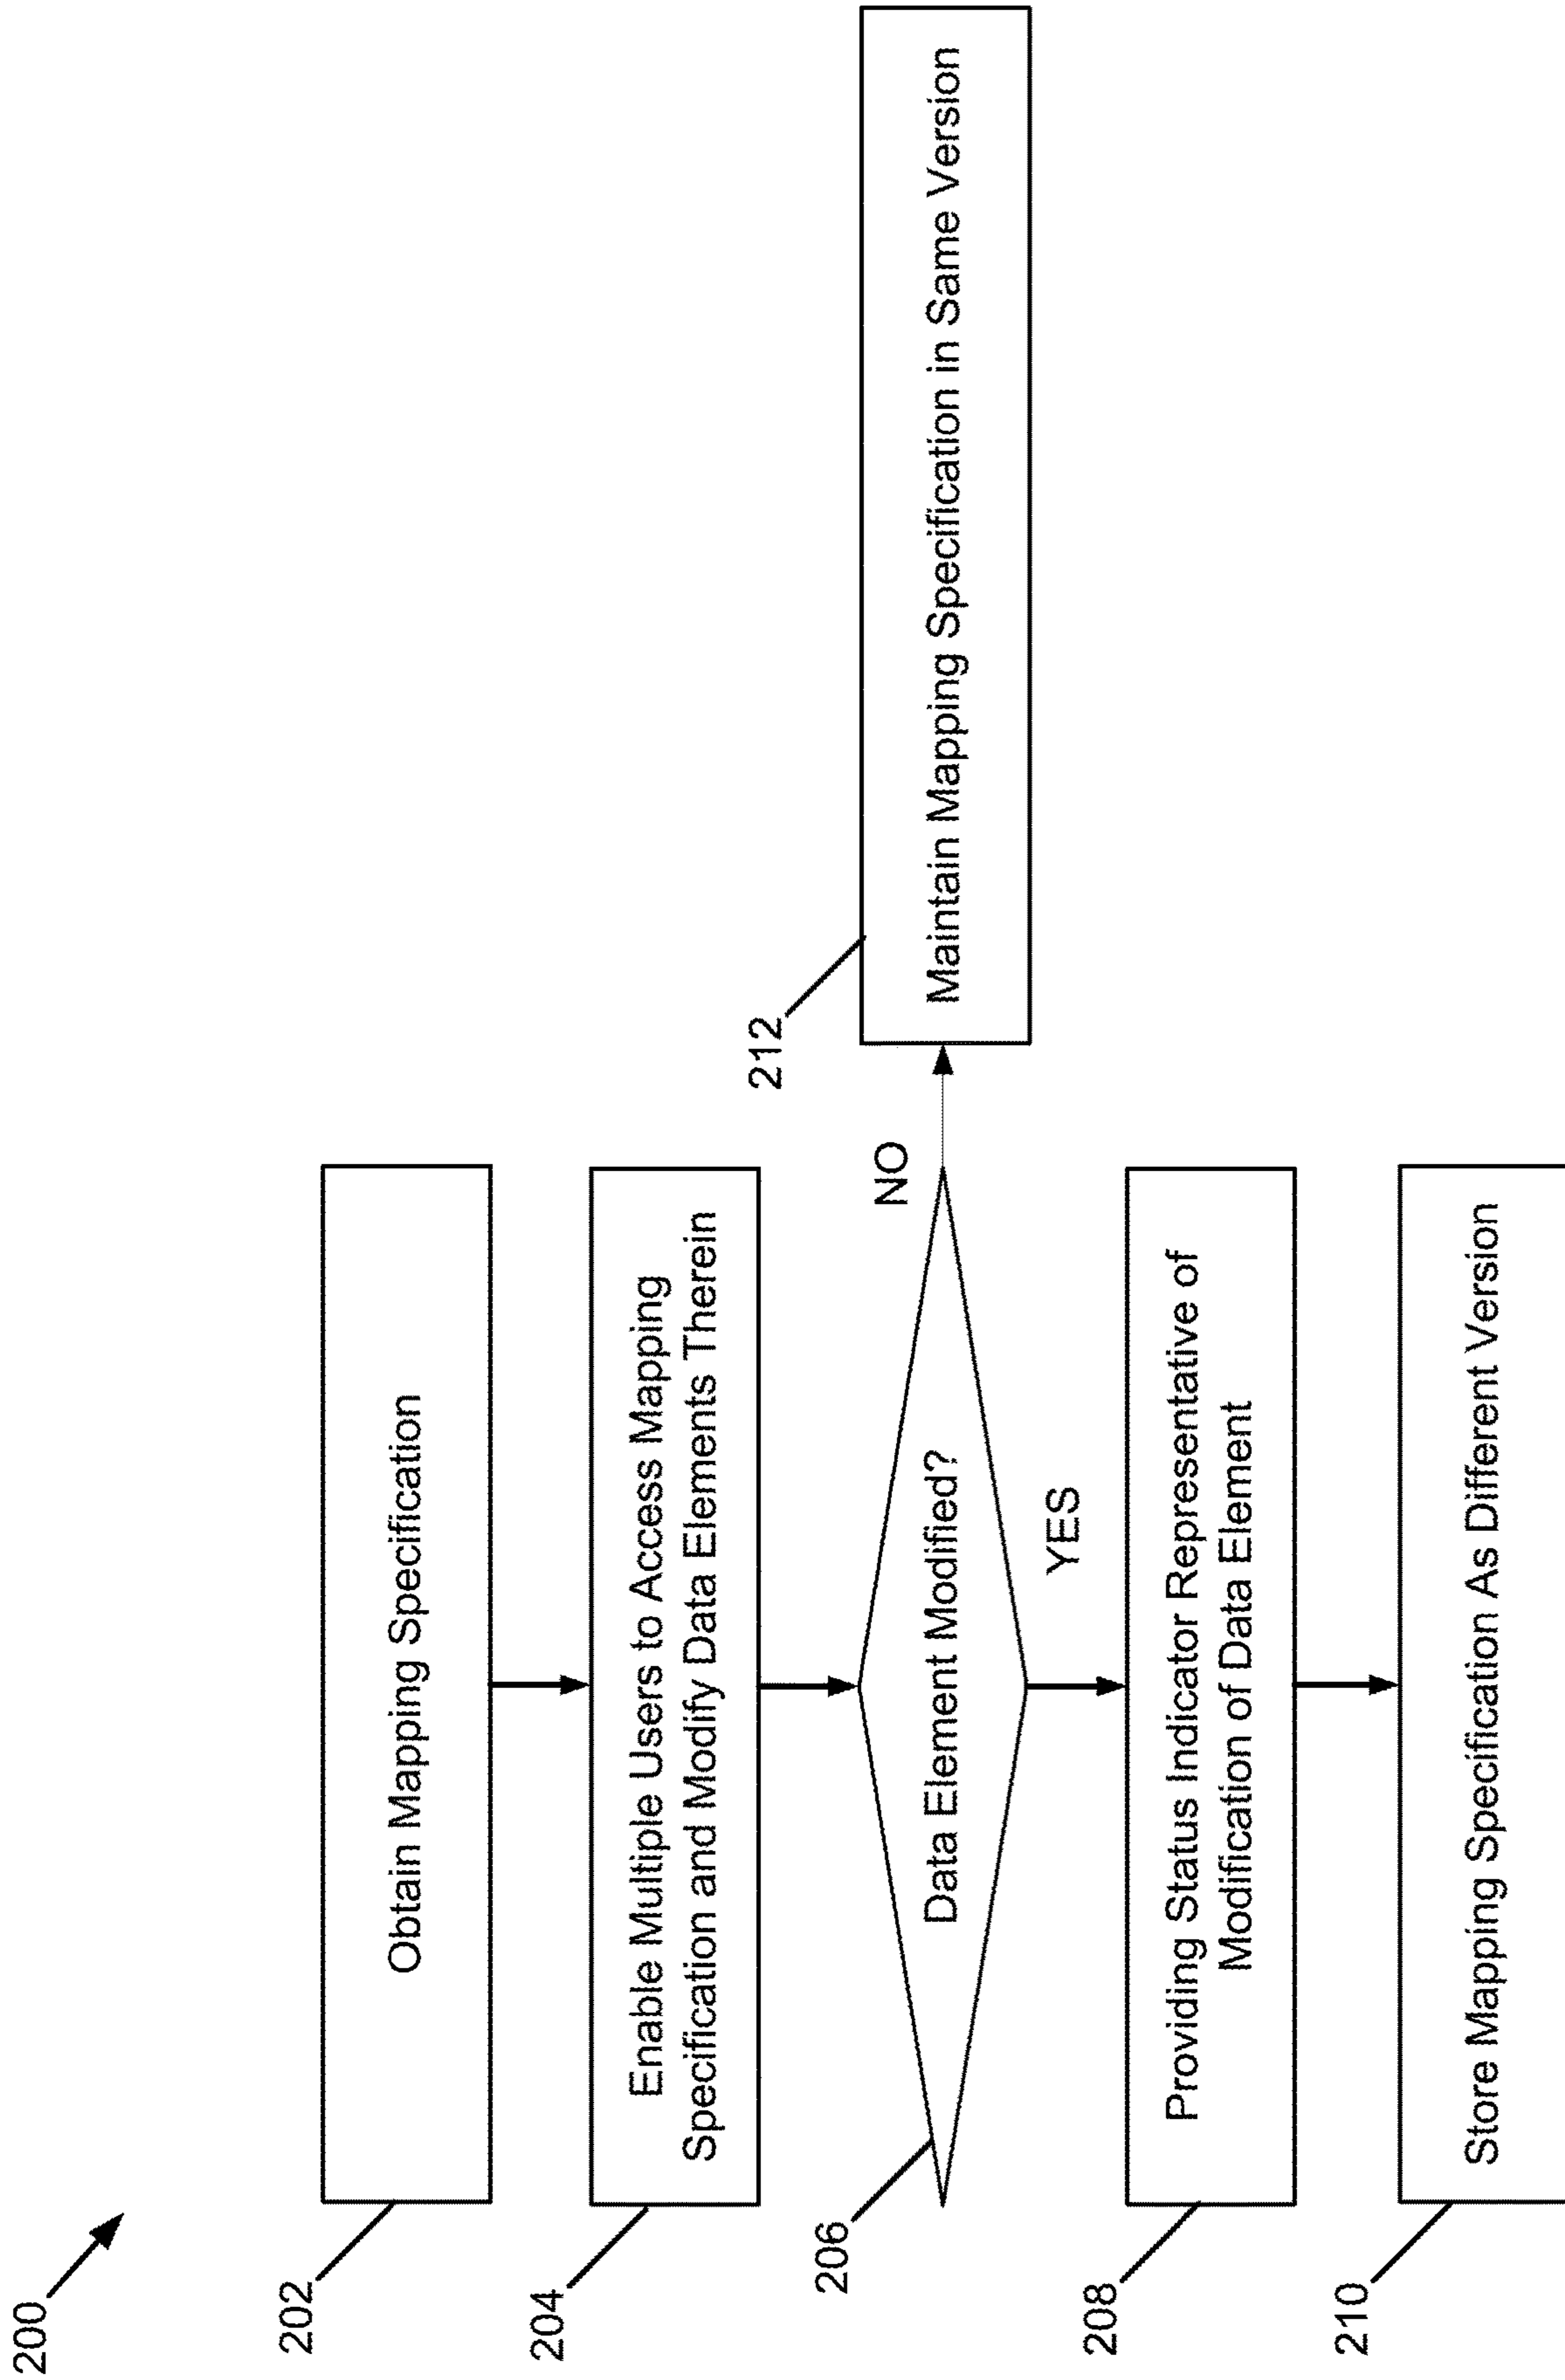 200
202
Obtain Mapping Specification
204
Enable Multiple Users to Access Mapping
Specification and Modify Data Elements Therein
206
Data Element Modified?
NO
212
Maintain Mapping Specification in Same Version
YES
208
Providing Status Indicator Representative of
Modification of Data Element
210
Store Mapping Specification As Different Version